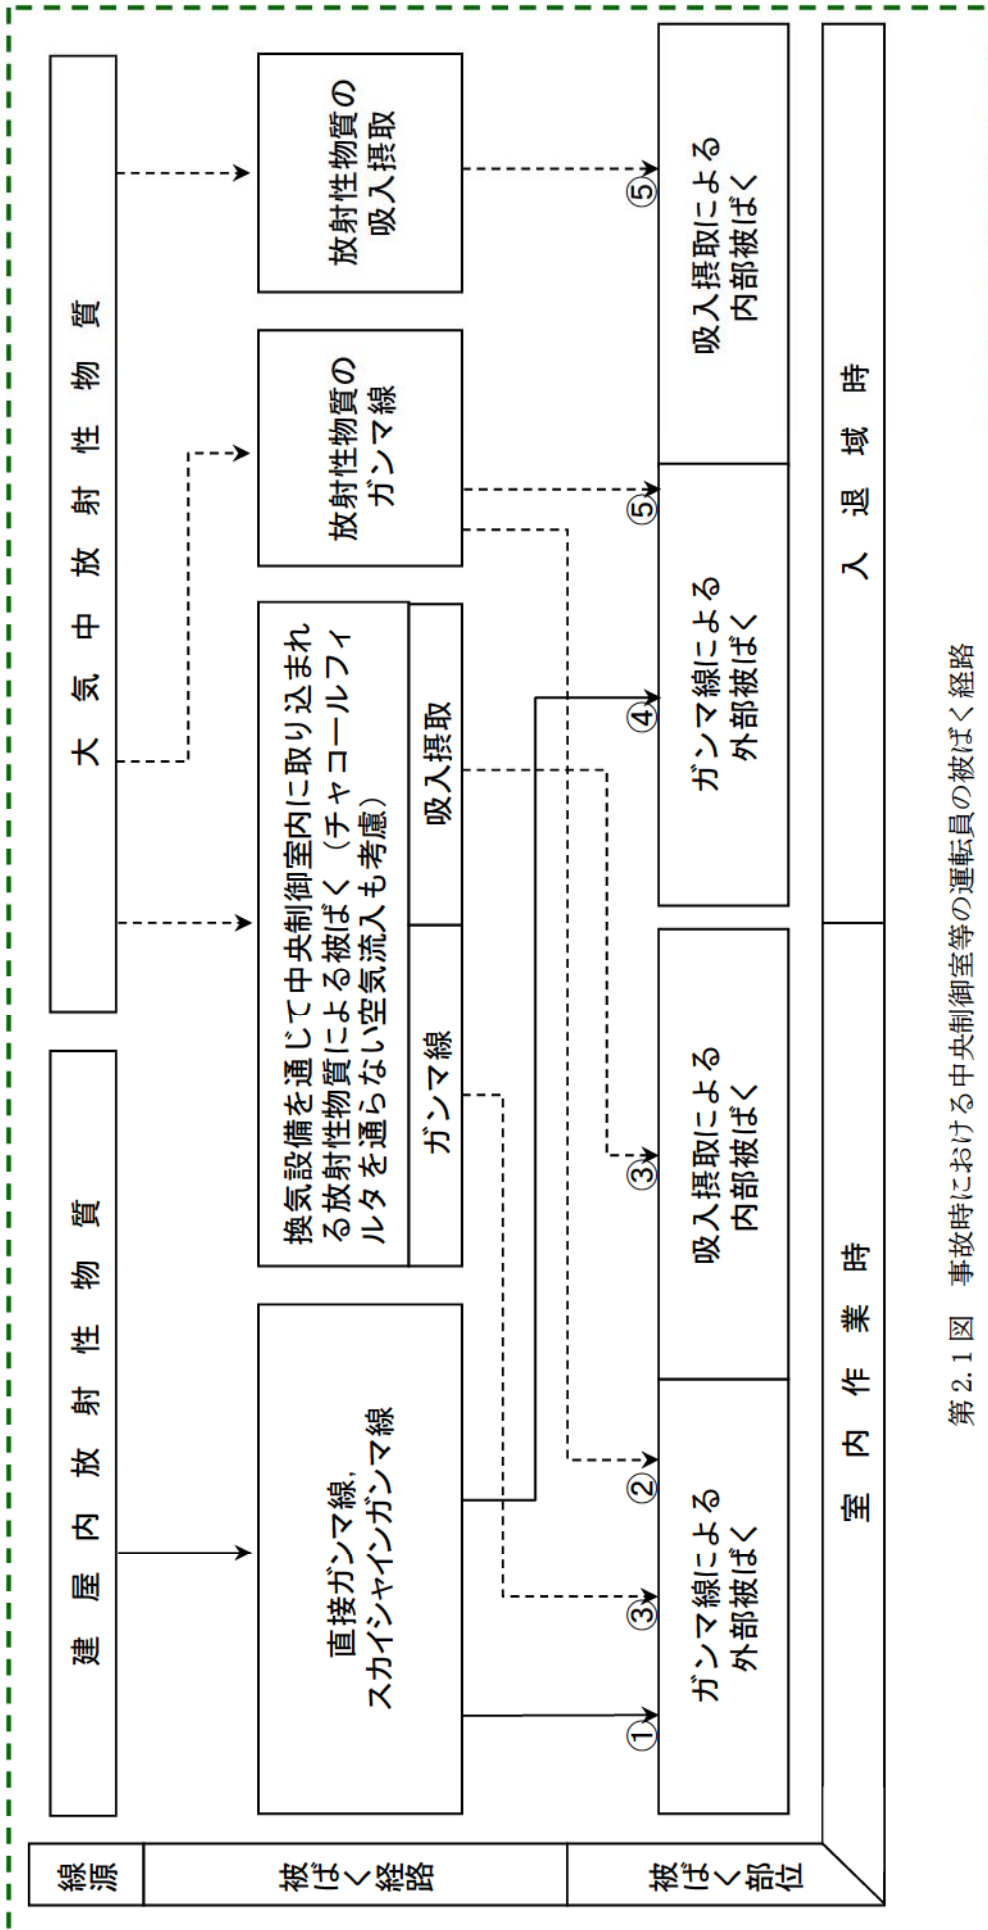 線源
建屋内放射性物質
大気中放射性物質
被ばく経路
直接ガンマ線,
スカイシャインガンマ線
換気設備を通じて中央制御室内に取り込まれ
る放射性物質による被ばく（チャコールフィ
ルタを通らない空気流入も考慮）
ガンマ線
吸入摂取
放射性物質の
ガンマ線
放射性物質の
吸入摂取
被ばく部位
①
③
②
③
④
⑤
⑤
ガンマ線による
外部被ばく
吸入摂取による
内部被ばく
ガンマ線による
外部被ばく
吸入摂取による
内部被ばく
室内作業時
入退域時
第2.1図 事故時における中央制御室等の運転員の被ばく経路